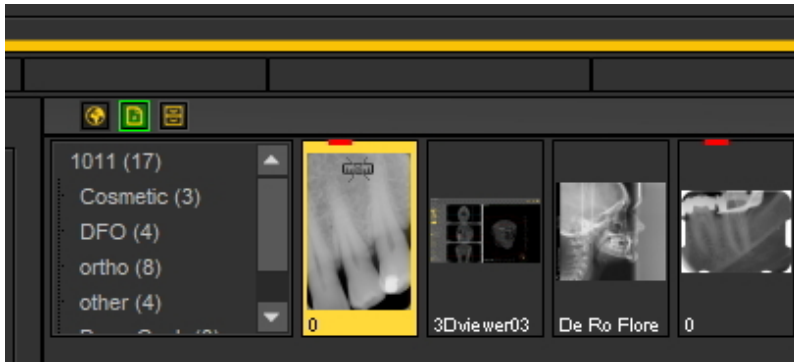 1011 (17)
Cosmetic (3)
DFO (4)
ortho (8)
other (4)
0
3Dviewer03
De Ro Flore
0